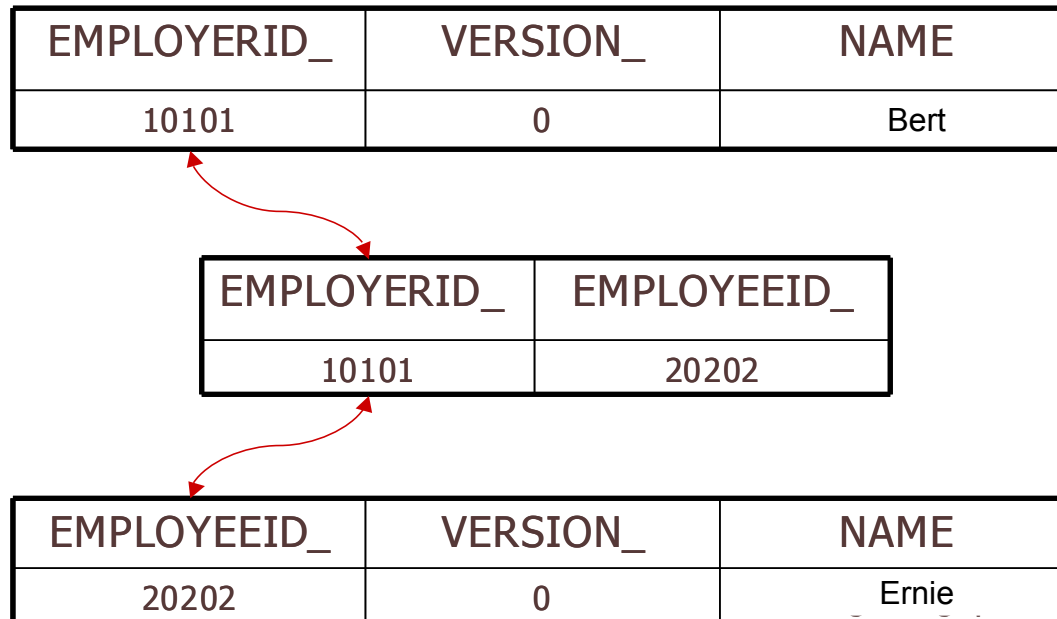 EMPLOYERID_ VERSION_ NAME
10101 0 Bert
EMPLOYERID_ EMPLOYEEID_
10101 20202
EMPLOYEEID_ VERSION_ NAME
20202 0 Ernie